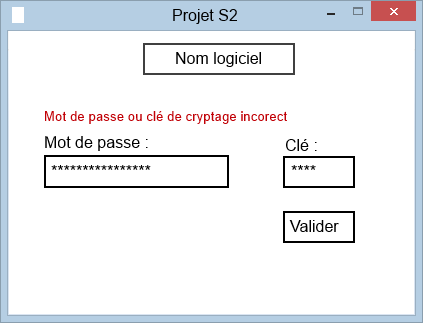 Projet S2
Nom logiciel
Mot de passe ou clé de cryptage incorect
Mot de passe :
Clé :
****************
****
Valider